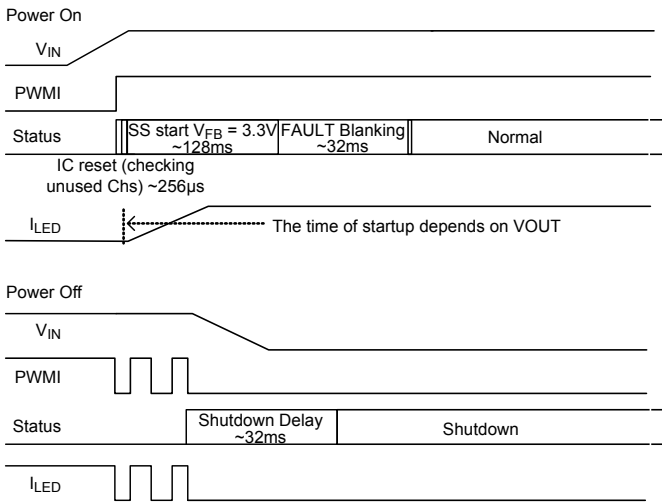 Power On
VIN
PWMI
Status
SS start VFB = 3.3V
~128ms
FAULT Blanking
~32ms
Normal
IC reset (checking
unused Chs) ~256µs
ILED
The time of startup depends on VOUT
Power Off
VIN
PWMI
Status
Shutdown Delay
~32ms
Shutdown
ILED